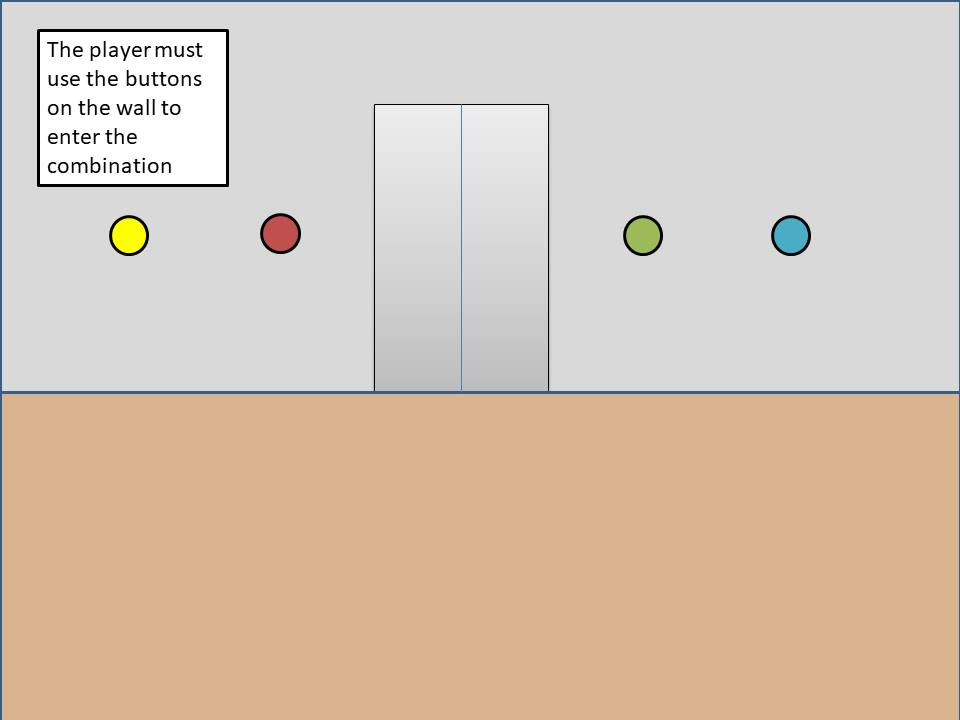 The player must
use the buttons
on the wall to
enter the
combination